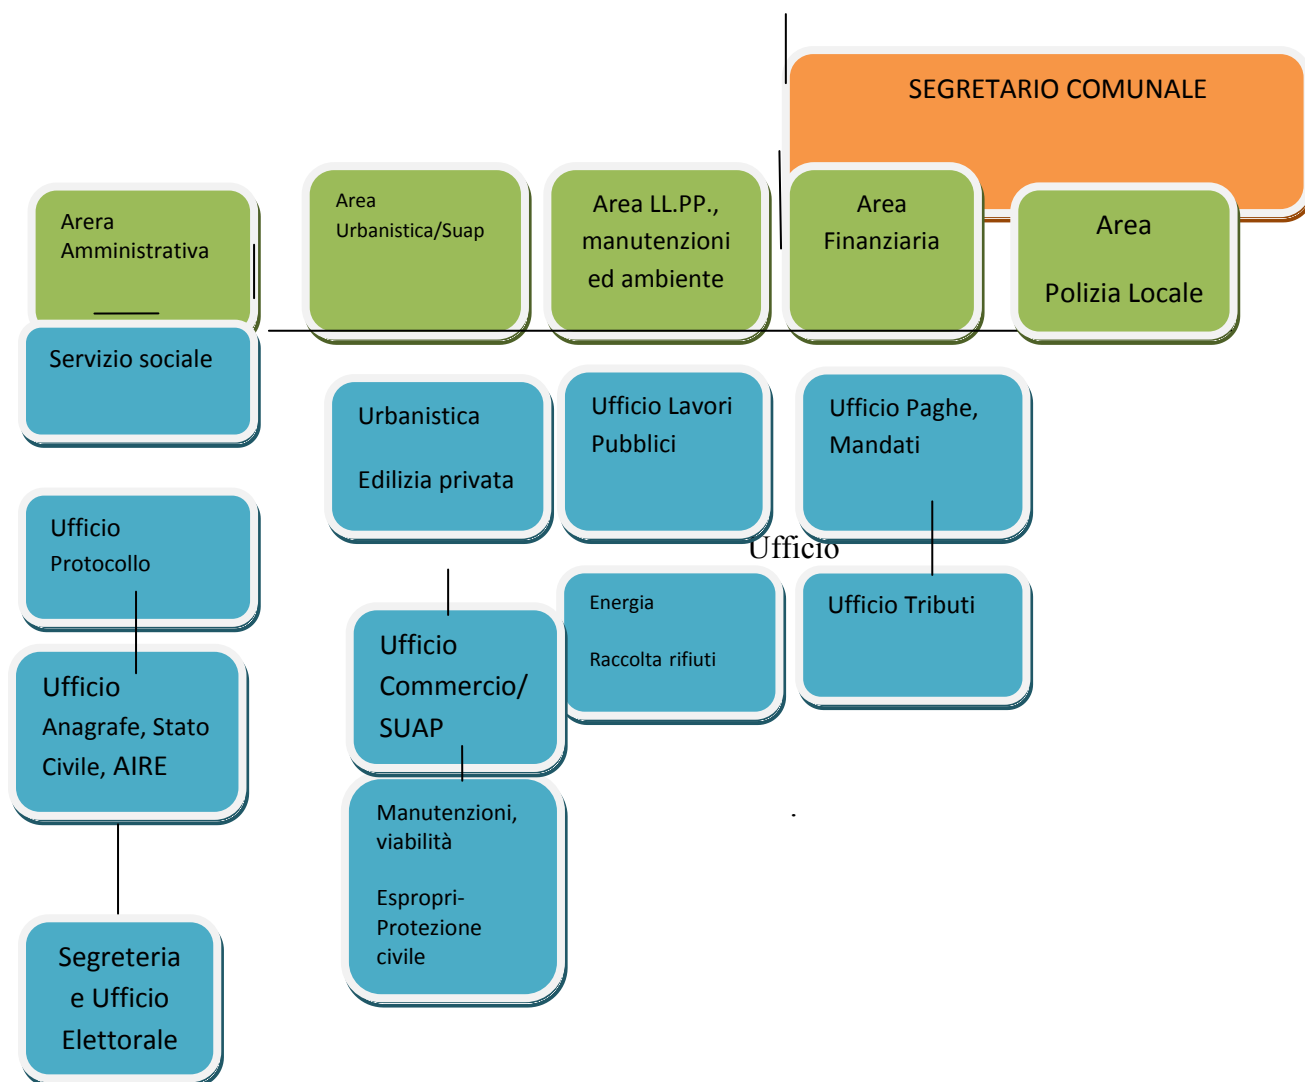 SEGRETARIO COMUNALE
Arera
Amministrativa
Area
Urbanistica/Suap
Area LL.PP.,
manutenzioni
ed ambiente
Area
Finanziaria
Area
Polizia Locale
Servizio sociale
Urbanistica
Edilizia privata
Ufficio Lavori
Pubblici
Ufficio Paghe,
Mandati
Ufficio
Protocollo
Ufficio
Energia
Raccolta rifiuti
Ufficio Tributi
Ufficio
Anagrafe, Stato
Civile, AIRE
Ufficio
Commercio/
SUAP
Manutenzioni,
viabilità
Espropri-
Protezione
civile
.
Segreteria
e Ufficio
Elettorale